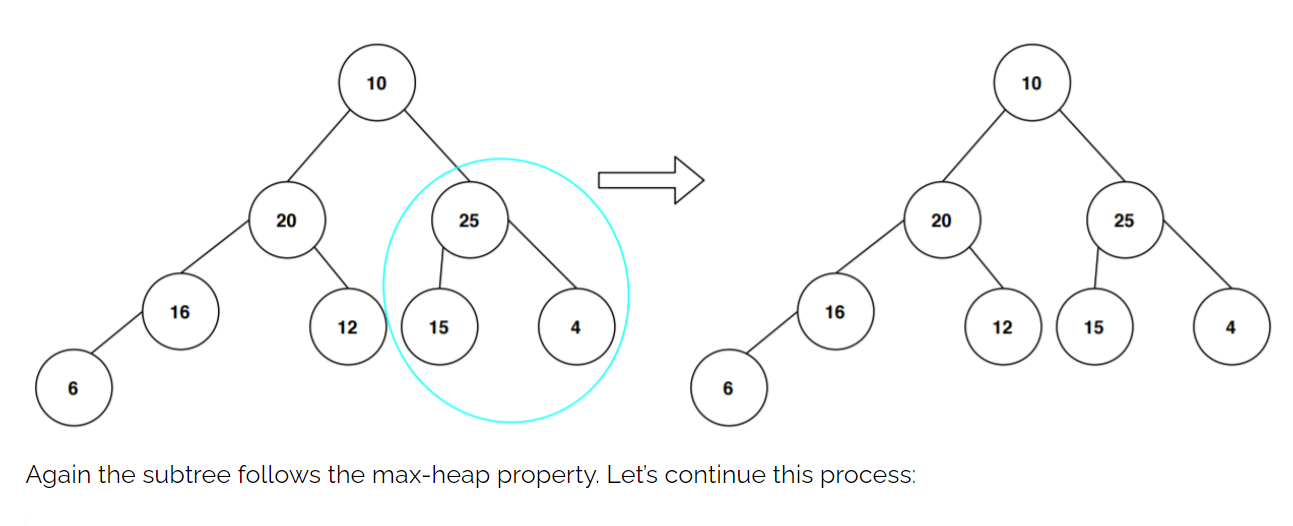 10 10
20 25 20 25
16 16
12 15 4 12 15 4
6 6
Again the subtree follows the max-heap property. Let’s continue this process: